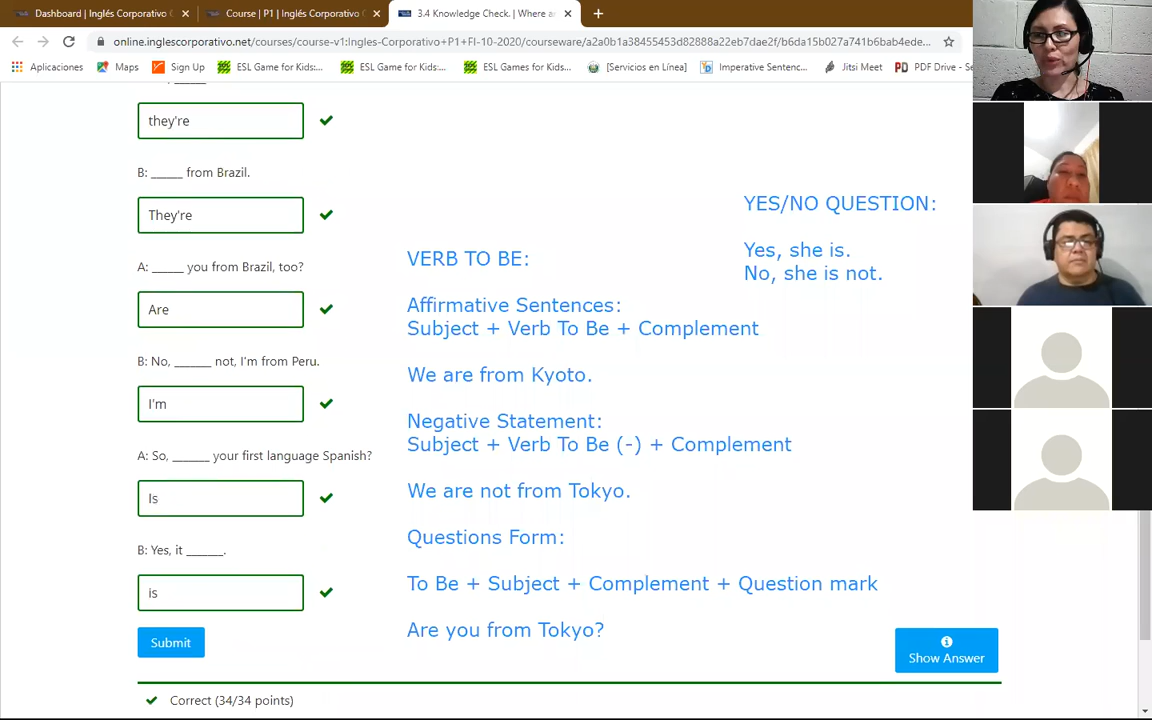 Dashboard | Inglés Corporativo
Course | P1 | Inglés Corporativo
3.4 Knowledge Check. | Where a
online.inglescorporativo.net/courses/course-v1:Ingles-Corporativo+P1+FI-10-2020/courseware/a2a0b1a38455453d82888a22eb7dae2f/b6da15b027a741b6bab4ede...
Aplicaciones
Maps
Sign Up
ESL Game for Kids:...
ESL Game for Kids:...
ESL Games for Kids:...
[Servicios en Línea]
Imperative Sentenc...
Jitsi Meet
PDF Drive - Se
they're
B: _____ from Brazil.
They're
A: _____ you from Brazil, too?
Are
B: No, ______ not, I'm from Peru.
I'm
A: So, ______ your first language Spanish?
Is
B: Yes, it ______.
is
Submit
Correct (34/34 points)
VERB TO BE:
Affirmative Sentences:
Subject + Verb To Be + Complement
We are from Kyoto.
Negative Statement:
Subject + Verb To Be (-) + Complement
We are not from Tokyo.
Questions Form:
To Be + Subject + Complement + Question mark
Are you from Tokyo?
YES/NO QUESTION:
Yes, she is.
No, she is not.
Show Answer